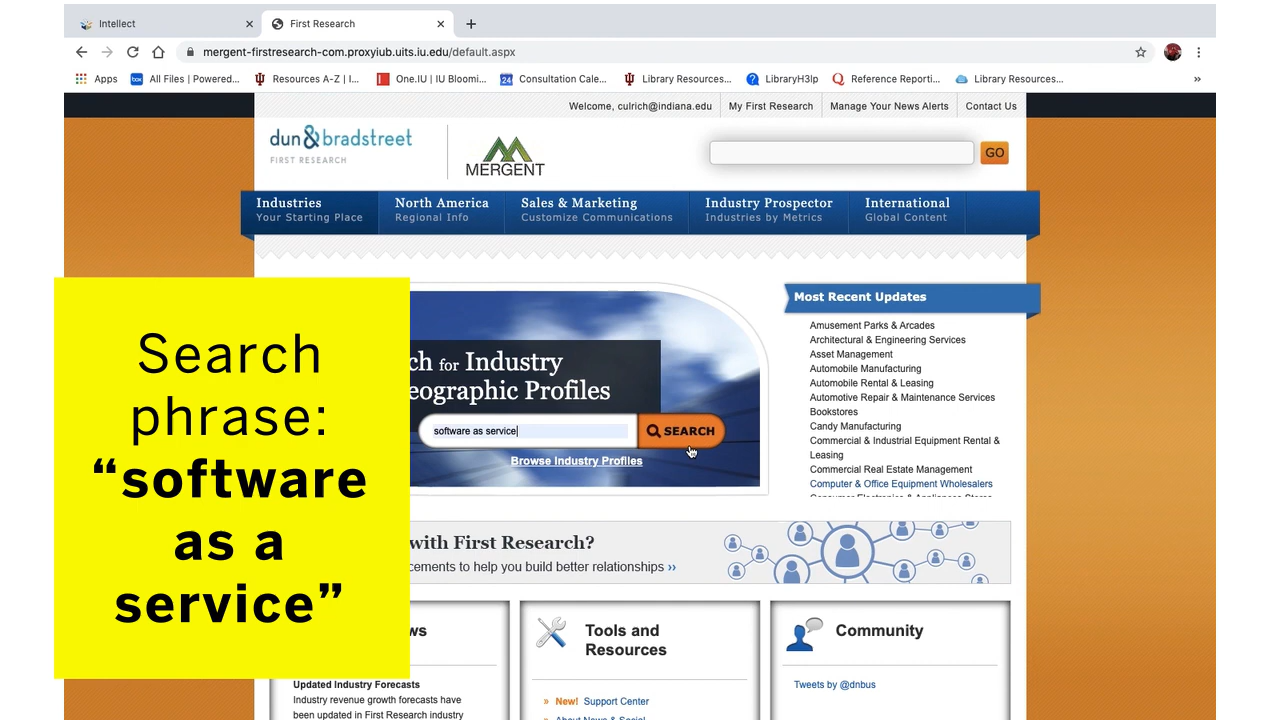 Intellect
First Research
mergent-firstresearch-com.proxyiub.uits.iu.edu/default.aspx
Apps
All Files | Powered...
Resources A-Z | I...
One.IU | IU Bloomi...
24
Consultation Cale...
Library Resources...
LibraryH3lp
Reference Reporti...
Library Resources...
»
Welcome, culrich@indiana.edu
My First Research
Manage Your News Alerts
Contact Us
dun&bradstreet
FIRST RESEARCH
MERGENT
GO
Industries
Your Starting Place
North America
Regional Info
Sales & Marketing
Customize Communications
Industry Prospector
Industries by Metrics
International
Global Content
Search
phrase:
“software
as a
service”
ch for Industry
eographic Profiles
software as service
SEARCH
Browse Industry Profiles
Most Recent Updates
Amusement Parks & Arcades
Architectural & Engineering Services
Asset Management
Automobile Manufacturing
Automobile Rental & Leasing
Automotive Repair & Maintenance Services
Bookstores
Candy Manufacturing
Commercial & Industrial Equipment Rental &
Leasing
Commercial Real Estate Management
Computer & Office Equipment Wholesalers
Consumer Electronics & Appliances Stores
with First Research?
cements to help you build better relationships ››
ws
Updated Industry Forecasts
Industry revenue growth forecasts have
been updated in First Research industry
Tools and
Resources
» New! Support Center
» About News & Social
Community
Tweets by @dnbus